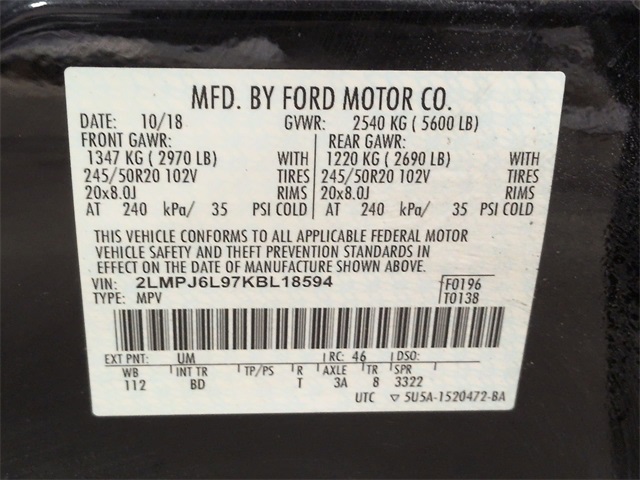 MFD. BY FORD MOTOR CO.
DATE: 10/18 GVWR: 2540 KG ( 5600 LB)
FRONT GAWR: REAR GAWR:
1347 KG ( 2970 LB) WITH 1220 KG ( 2690 LB) WITH
245/50R20 102V TIRES 245/50R20 102V TIRES
20x8.0J RIMS 20x8.0J RIMS
AT 240 kPa/ 35 PSI COLD AT 240 kPa/ 35 PSI COLD
THIS VEHICLE CONFORMS TO ALL APPLICABLE FEDERAL MOTOR
VEHICLE SAFETY AND THEFT PREVENTION STANDARDS IN
EFFECT ON THE DATE OF MANUFACTURE SHOWN ABOVE.
VIN: 2LMPJ6L97KBL18594 F0196
TYPE: MPV T0138
EXT PNT: UM RC: 46 DSO:
WB INT TR TP/PS R AXLE TR SPR
112 BD T 3A 8 3322
UTC ▽ 5U5A-1520472-BA